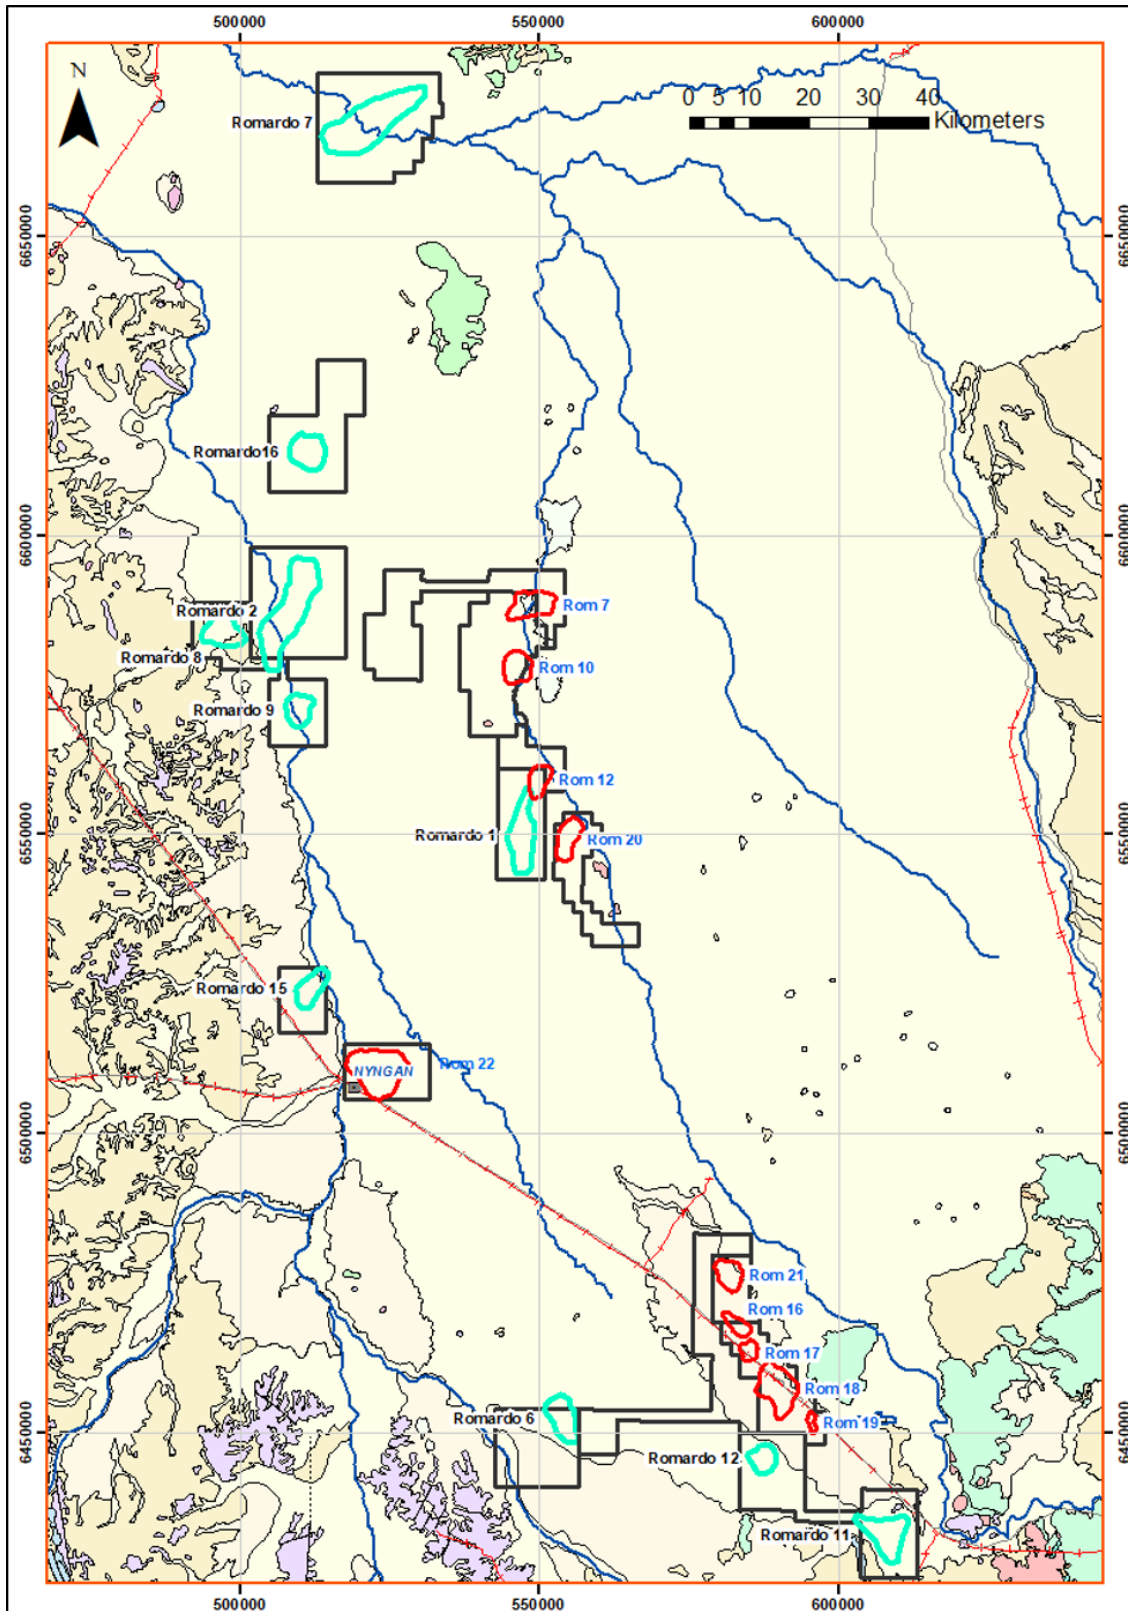 500000
550000
600000
N
0 5 10 20 30 40
Kilometers
Romardo 7
6650000
6650000
Romardo16
6600000
6600000
Romardo 2
Rom 7
Romardo 8
Rom 10
Romardo 9
Rom 12
Romardo 1
Rom 20
6550000
6550000
Romardo 15
NYNGAN
Rom 22
6500000
6500000
Rom 21
Rom 16
Rom 17
Rom 18
Romardo 6
Rom 19
6450000
6450000
Romardo 12
Romardo 11
500000
550000
600000